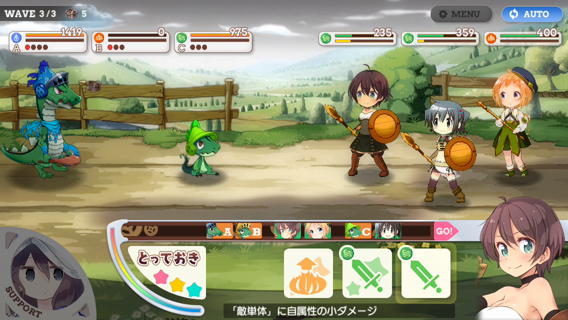 WAVE 3/3 5
MENU
AUTO
1419
0
975
235
359
400
A
B
C
A B C GO!
とっておき
SUPPORT
「敵単体」に自属性の小ダメージ